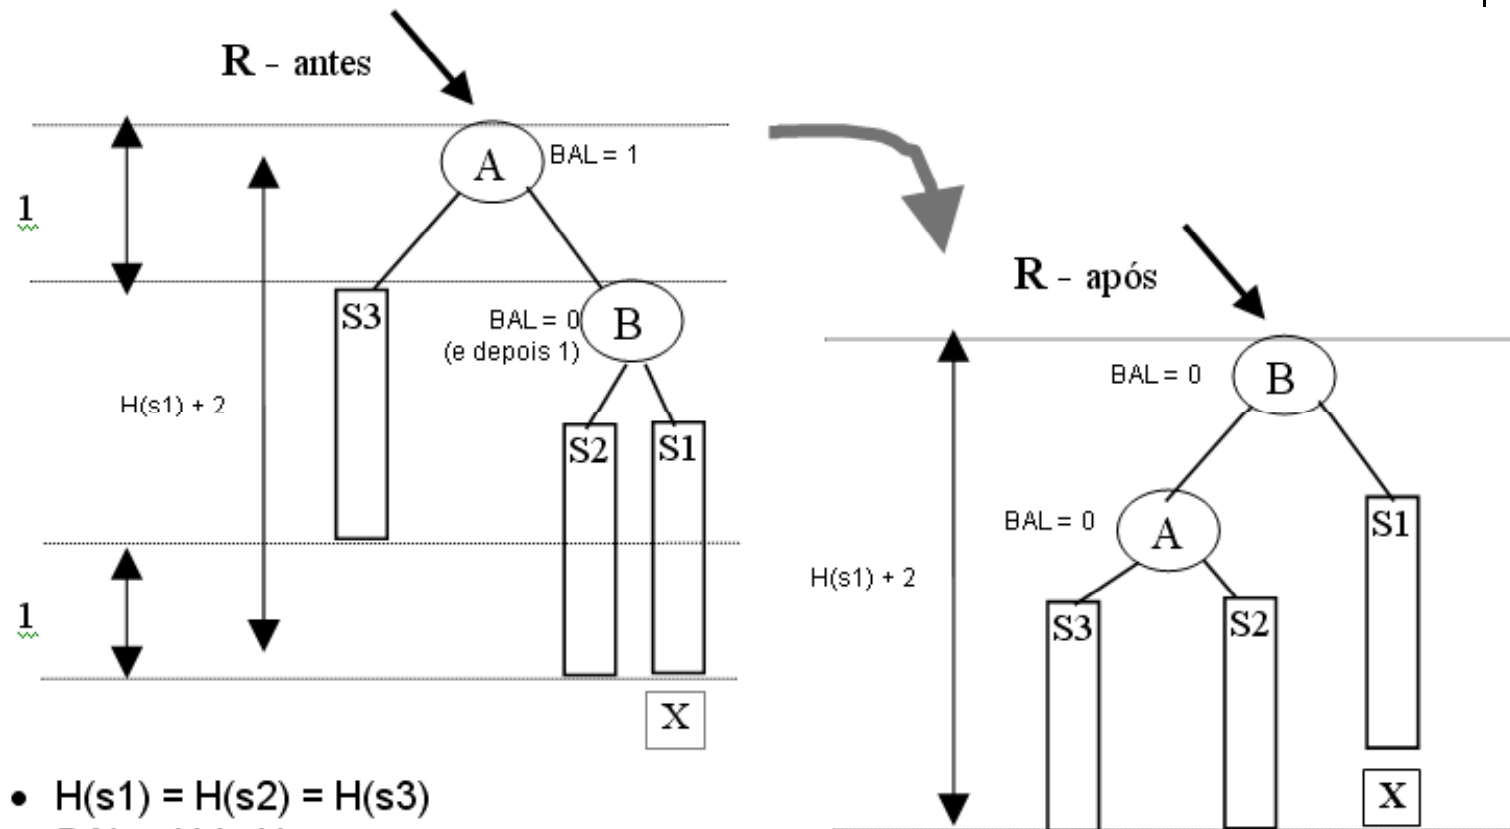 R - antes
A
BAL = 1
1
S3
BAL = 0
(e depois 1)
B
H(s1) + 2
S2
S1
1
X
R - após
BAL = 0
B
BAL = 0
A
S1
H(s1) + 2
S3
S2
X
• H(s1) = H(s2) = H(s3)